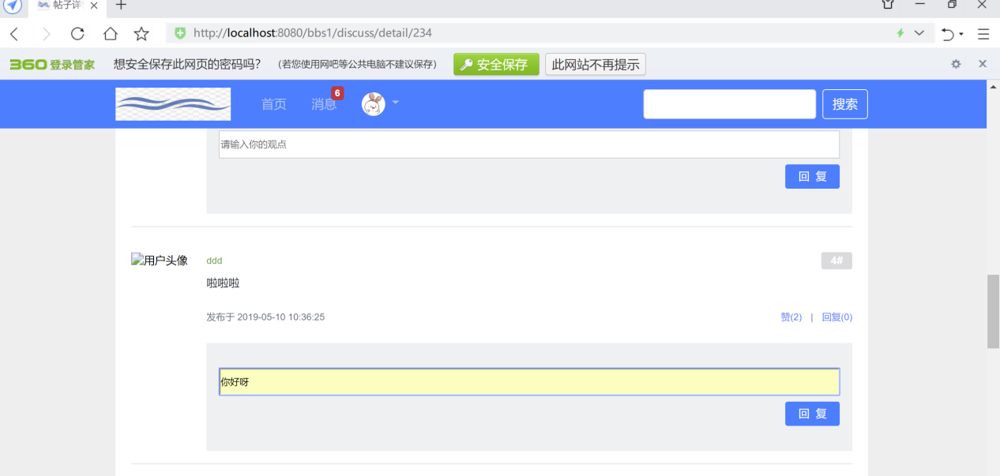 帖子详
http://localhost:8080/bbs1/discuss/detail/234
360登录管家 想安全保存此网页的密码吗? (若您使用网吧等公共电脑不建议保存) 安全保存 此网站不再提示
首页 消息 6 搜索
请输入你的观点
回 复
用户头像 ddd 4#
啦啦啦
发布于 2019-05-10 10:36:25 赞(2) | 回复(0)
你好呀
回 复